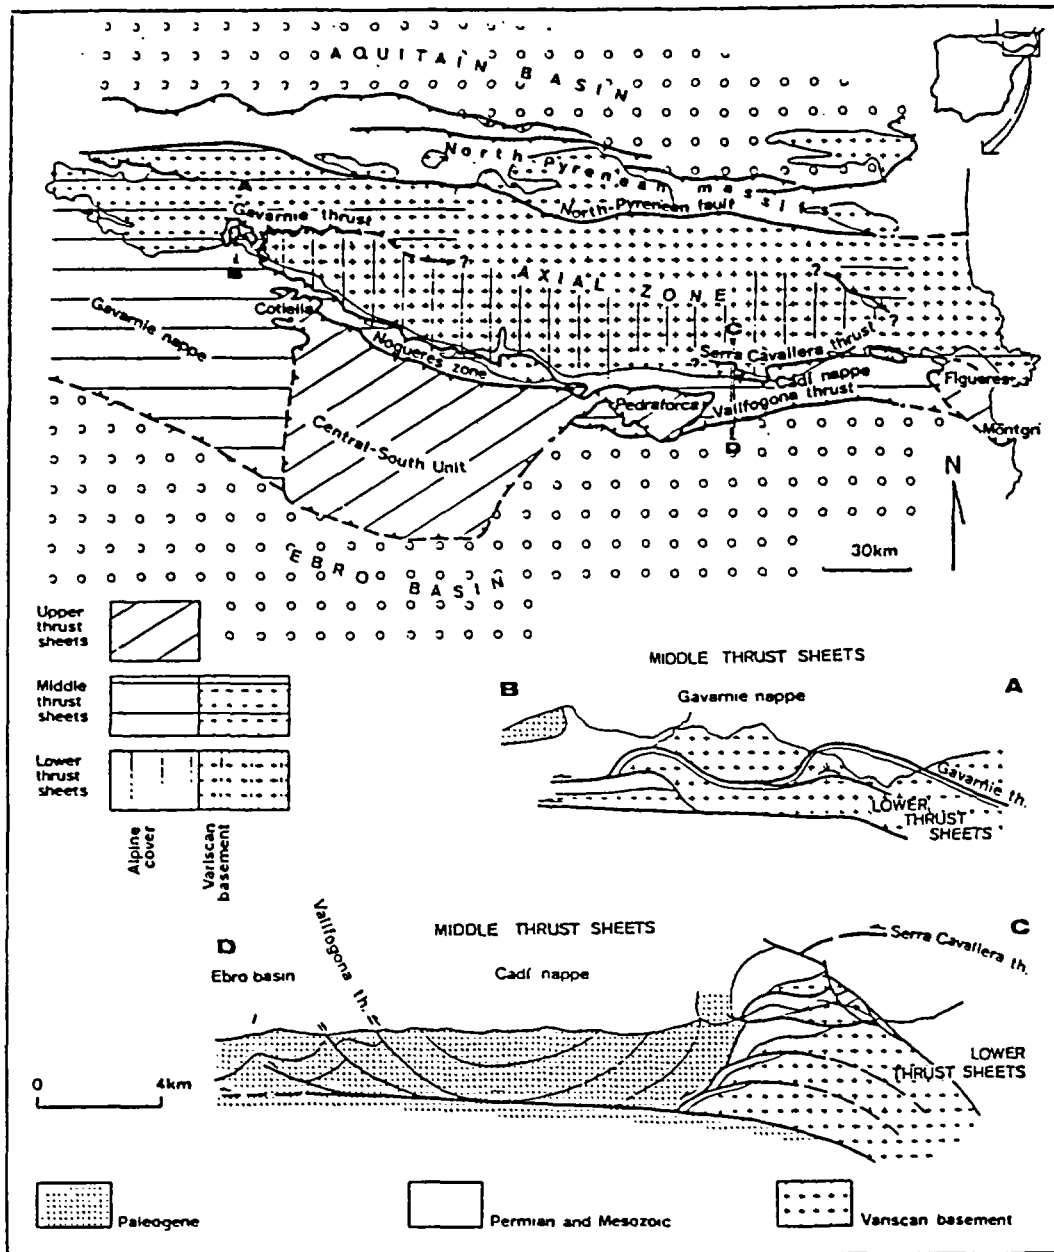 AQUITAIN BASIN
North-Pyrenean massifs
North-Pyrenean fault
A
Gavarnie thrust
B
?
AXIAL ZONE
?
?
Gavarnie nappe
Cotiella
Nogueres zone
C
Serra Cavallera thrust
?
Cadí nappe
Vallfogona thrust
Pedraforca
D
Figueres
Montgrí
Central-South Unit
N
30km
EBRO BASIN
Upper
thrust
sheets
Middle
thrust
sheets
Lower
thrust
sheets
Alpine
cover
Variscan
basement
MIDDLE THRUST SHEETS
B
A
Gavarnie nappe
Gavarnie th.
LOWER
THRUST
SHEETS
MIDDLE THRUST SHEETS
D
C
Vallfogona th.
Serra Cavallera th.
Ebro basin
Cadí nappe
LOWER
THRUST SHEETS
0
4km
Paleogene
Permian and Mesozoic
Variscan basement